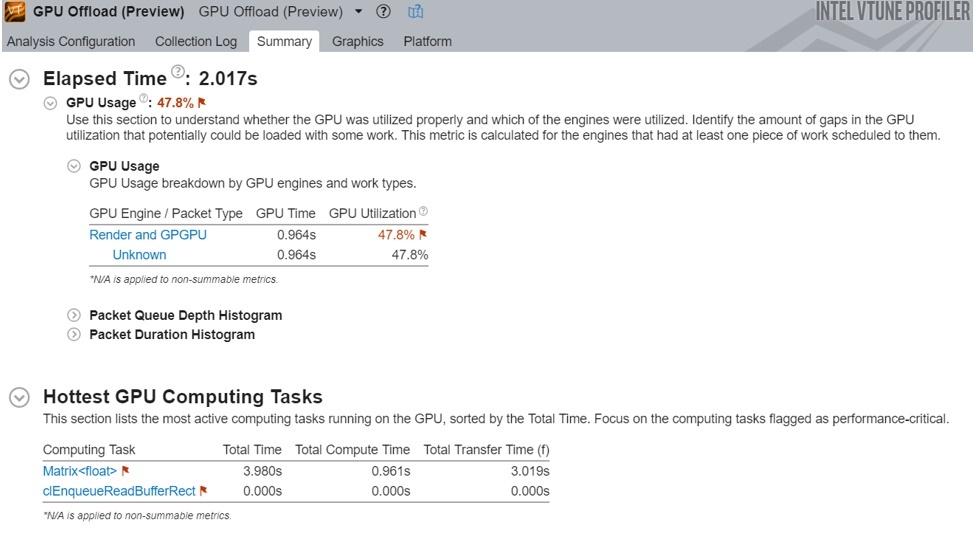 GPU Offload (Preview) GPU Offload (Preview) ?
INTEL VTUNE PROFILER
Analysis Configuration Collection Log Summary Graphics Platform
Elapsed Time ?: 2.017s
GPU Usage ?: 47.8%
Use this section to understand whether the GPU was utilized properly and which of the engines were utilized. Identify the amount of gaps in the GPU
utilization that potentially could be loaded with some work. This metric is calculated for the engines that had at least one piece of work scheduled to them.
GPU Usage
GPU Usage breakdown by GPU engines and work types.
GPU Engine / Packet Type GPU Time GPU Utilization ?
Render and GPGPU 0.964s 47.8%
Unknown 0.964s 47.8%
*N/A is applied to non-summable metrics.
Packet Queue Depth Histogram
Packet Duration Histogram
Hottest GPU Computing Tasks
This section lists the most active computing tasks running on the GPU, sorted by the Total Time. Focus on the computing tasks flagged as performance-critical.
Computing Task Total Time Total Compute Time Total Transfer Time (f)
Matrix<float> 3.980s 0.961s 3.019s
clEnqueueReadBufferRect 0.000s 0.000s 0.000s
*N/A is applied to non-summable metrics.